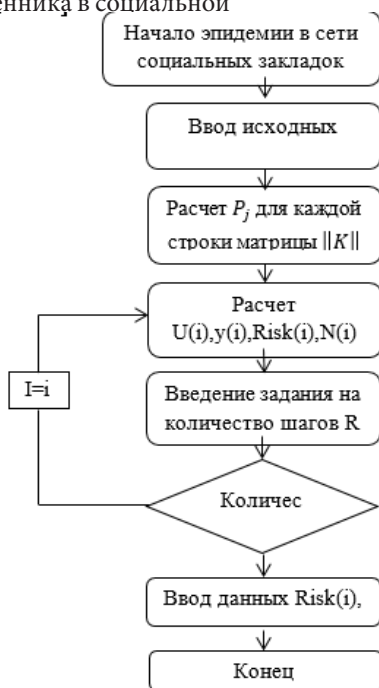 в социальной
Начало эпидемии в сети
социальных закладок
Ввод исходных
Расчет P_j для каждой
строки матрицы ||K||
Расчет
U(i),y(i),Risk(i),N(i)
I=i
Введение задания на
количество шагов R
Количес
Ввод данных Risk(i),
Конец